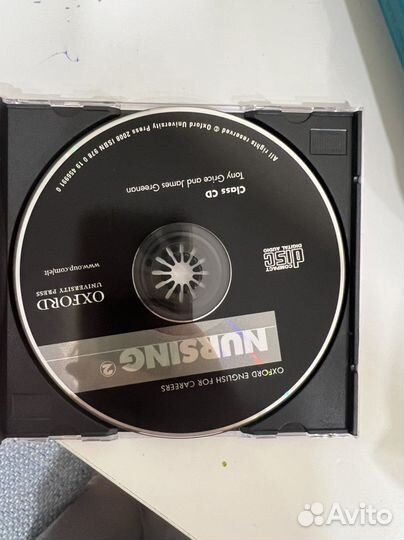 OXFORD ENGLISH FOR CAREERS
NURSING 2
OXFORD
UNIVERSITY PRESS
www.oup.com/elt
COMPACT
disc
DIGITAL AUDIO
Class CD
Tony Grice and James Greenan
All rights reserved © Oxford University Press 2008 ISBN 978 0 19 456991 0
Avito